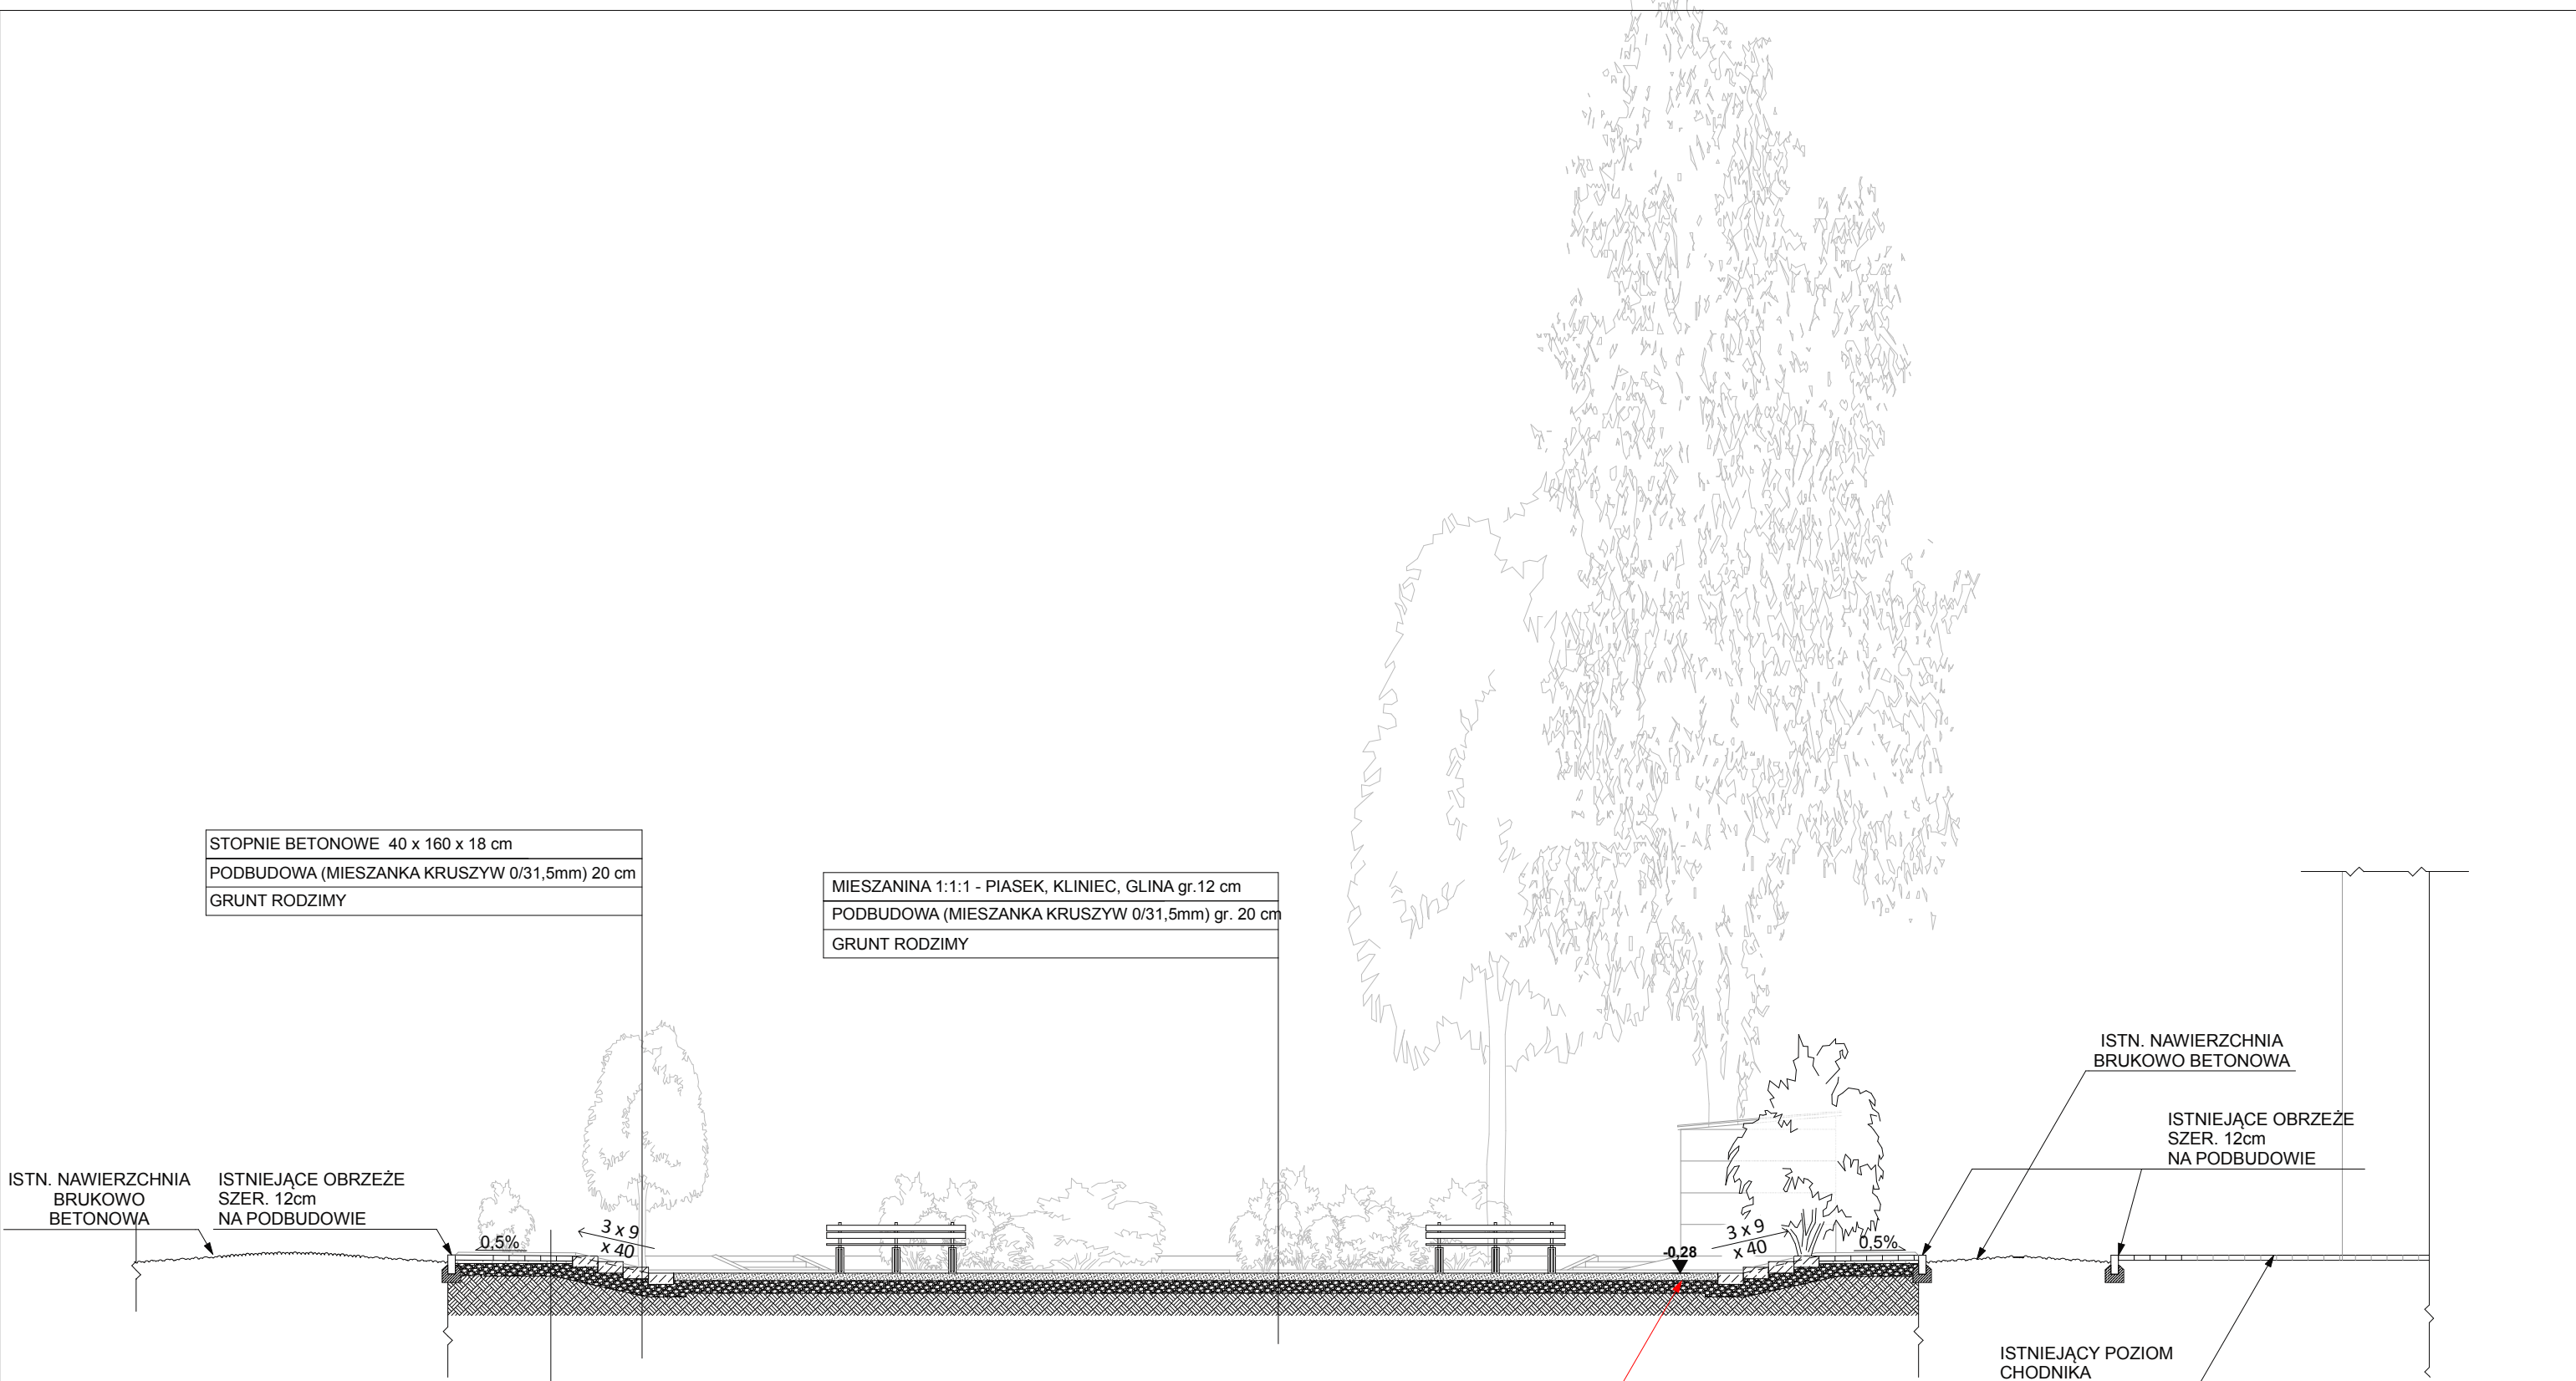 STOPNIE BETONOWE 40 x 160 x 18 cm
PODBUDOWA (MIESZANKA KRUSZYW 0/31,5mm) 20 cm
GRUNT RODZIMY
MIESZANINA 1:1:1 - PIASEK, KLINIEC, GLINA gr.12 cm
PODBUDOWA (MIESZANKA KRUSZYW 0/31,5mm) gr. 20 cm
GRUNT RODZIMY
ISTN. NAWIERZCHNIA
BRUKOWO BETONOWA
ISTNIEJĄCE OBRZEŻE
SZER. 12cm
NA PODBUDOWIE
ISTN. NAWIERZCHNIA
BRUKOWO
BETONOWA
ISTNIEJĄCE OBRZEŻE
SZER. 12cm
NA PODBUDOWIE
0,5%
3 x 9
x 40
-0,28
3 x 9
x 40
0,5%
ISTNIEJĄCY POZIOM
CHODNIKA